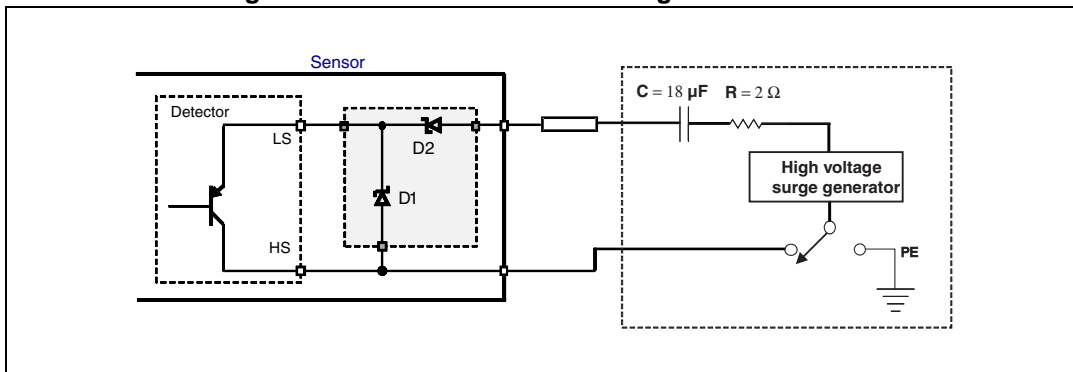 Sensor
Detector
LS
D2
D1
HS
C = 18 µF R = 2 Ω
High voltage
surge generator
PE